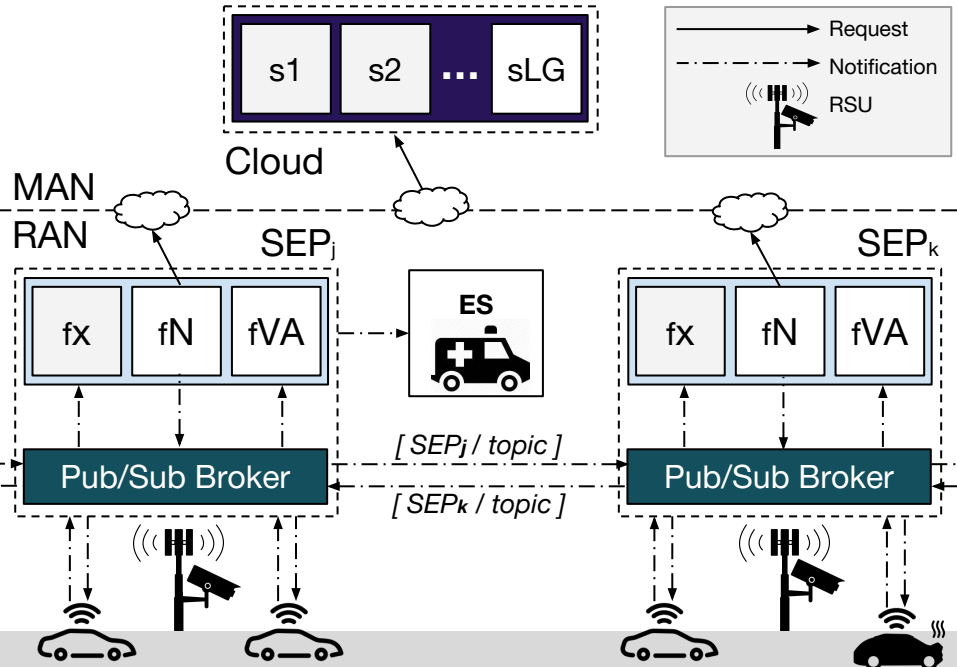 s1 s2 ... sLG
Cloud
Request
Notification
RSU
MAN
RAN
SEPj
SEPk
fx fN fVA
ES
fx fN fVA
[ SEPj / topic ]
Pub/Sub Broker
Pub/Sub Broker
[ SEPk / topic ]